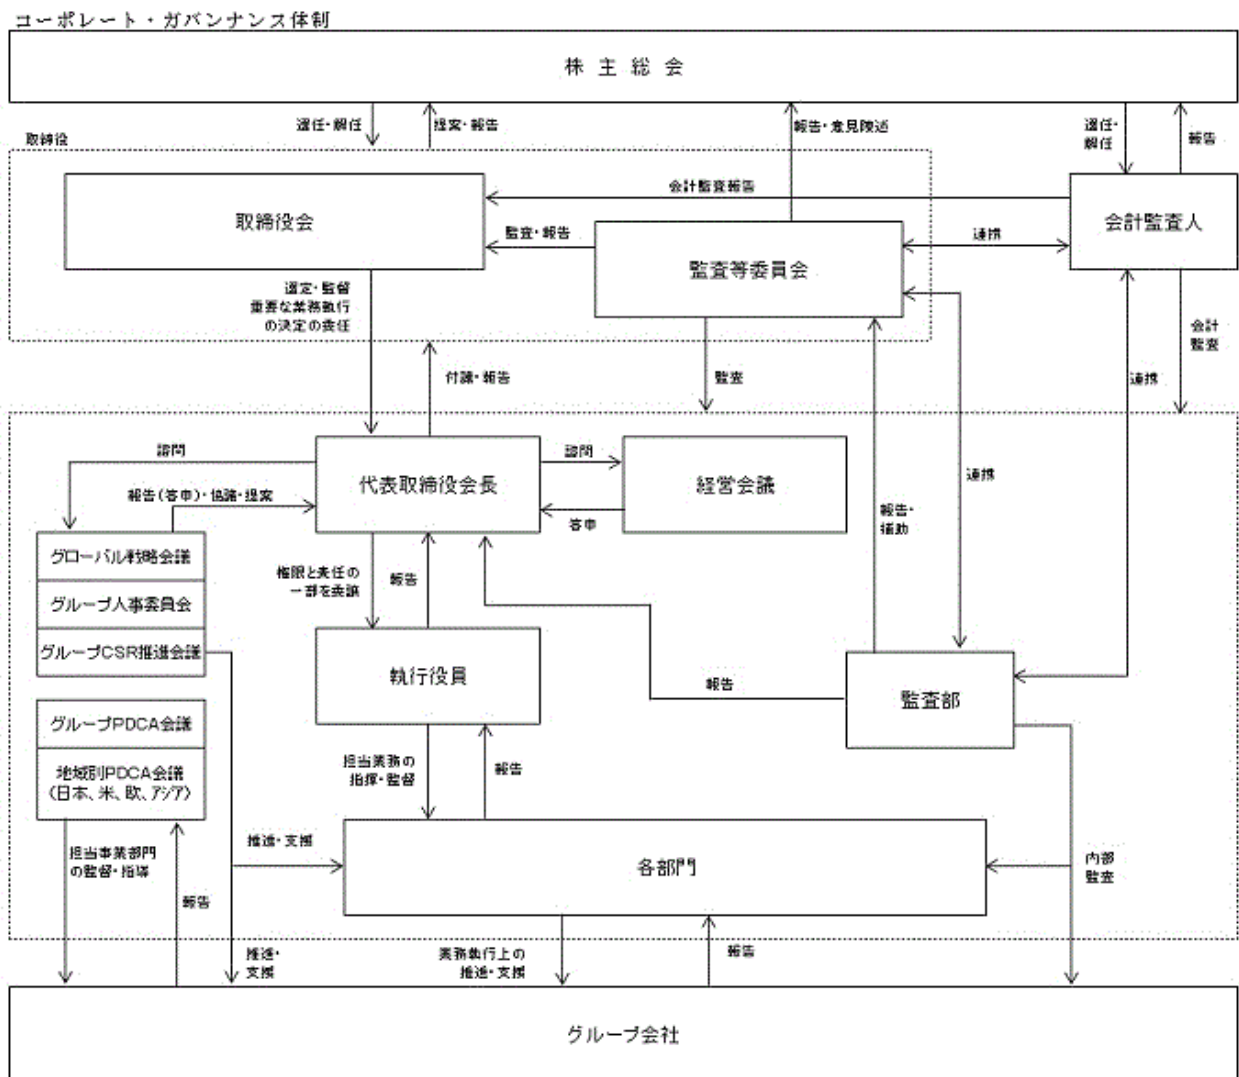 コーポレート・ガバンナンス体制
株主総会
選任・解任
提案・報告
報告・意見陳述
選任・
解任
報告
取締役
会計監査報告
取締役会
監査・報告
監査等委員会
連携
会計監査人
選定・監督
重要な業務執行
の決定の委任
付議・報告
監査
連携
会計
監査
諮問
報告(答申)・協議・提案
代表取締役会長
諮問
答申
経営会議
連携
報告・
補助
グローバル戦略会議
グループ人事委員会
グループCSR推進会議
権限と責任の
一部を委譲
報告
執行役員
報告
監査部
グループPDCA会議
地域別PDCA会議
(日本、米、欧、アジア)
担当業務の
指揮・監督
報告
担当事業部門
の監督・指導
報告
推進・支援
各部門
内部
監査
推進・
支援
業務執行上の
推進・支援
報告
グループ会社